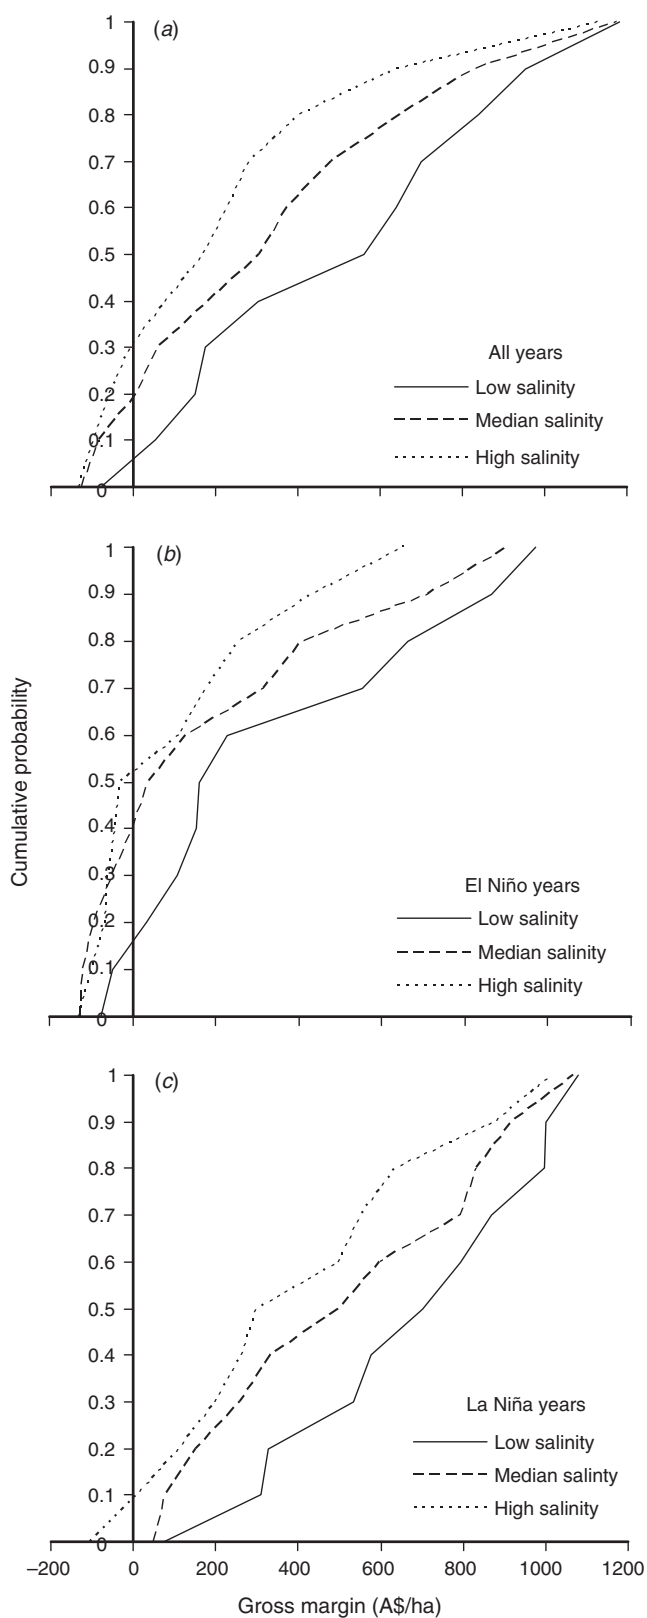 (a)
1
0.9
0.8
0.7
0.6
0.5
0.4
0.3
0.2
0.1
0
All years
Low salinity
Median salinity
High salinity
(b)
1
0.9
0.8
0.7
0.6
0.5
0.4
0.3
0.2
0.1
0
El Niño years
Low salinity
Median salinity
High salinity
Cumulative probability
(c)
1
0.9
0.8
0.7
0.6
0.5
0.4
0.3
0.2
0.1
0
La Niña years
Low salinity
Median salinty
High salinity
–200 0 200 400 600 800 1000 1200
Gross margin (A$/ha)